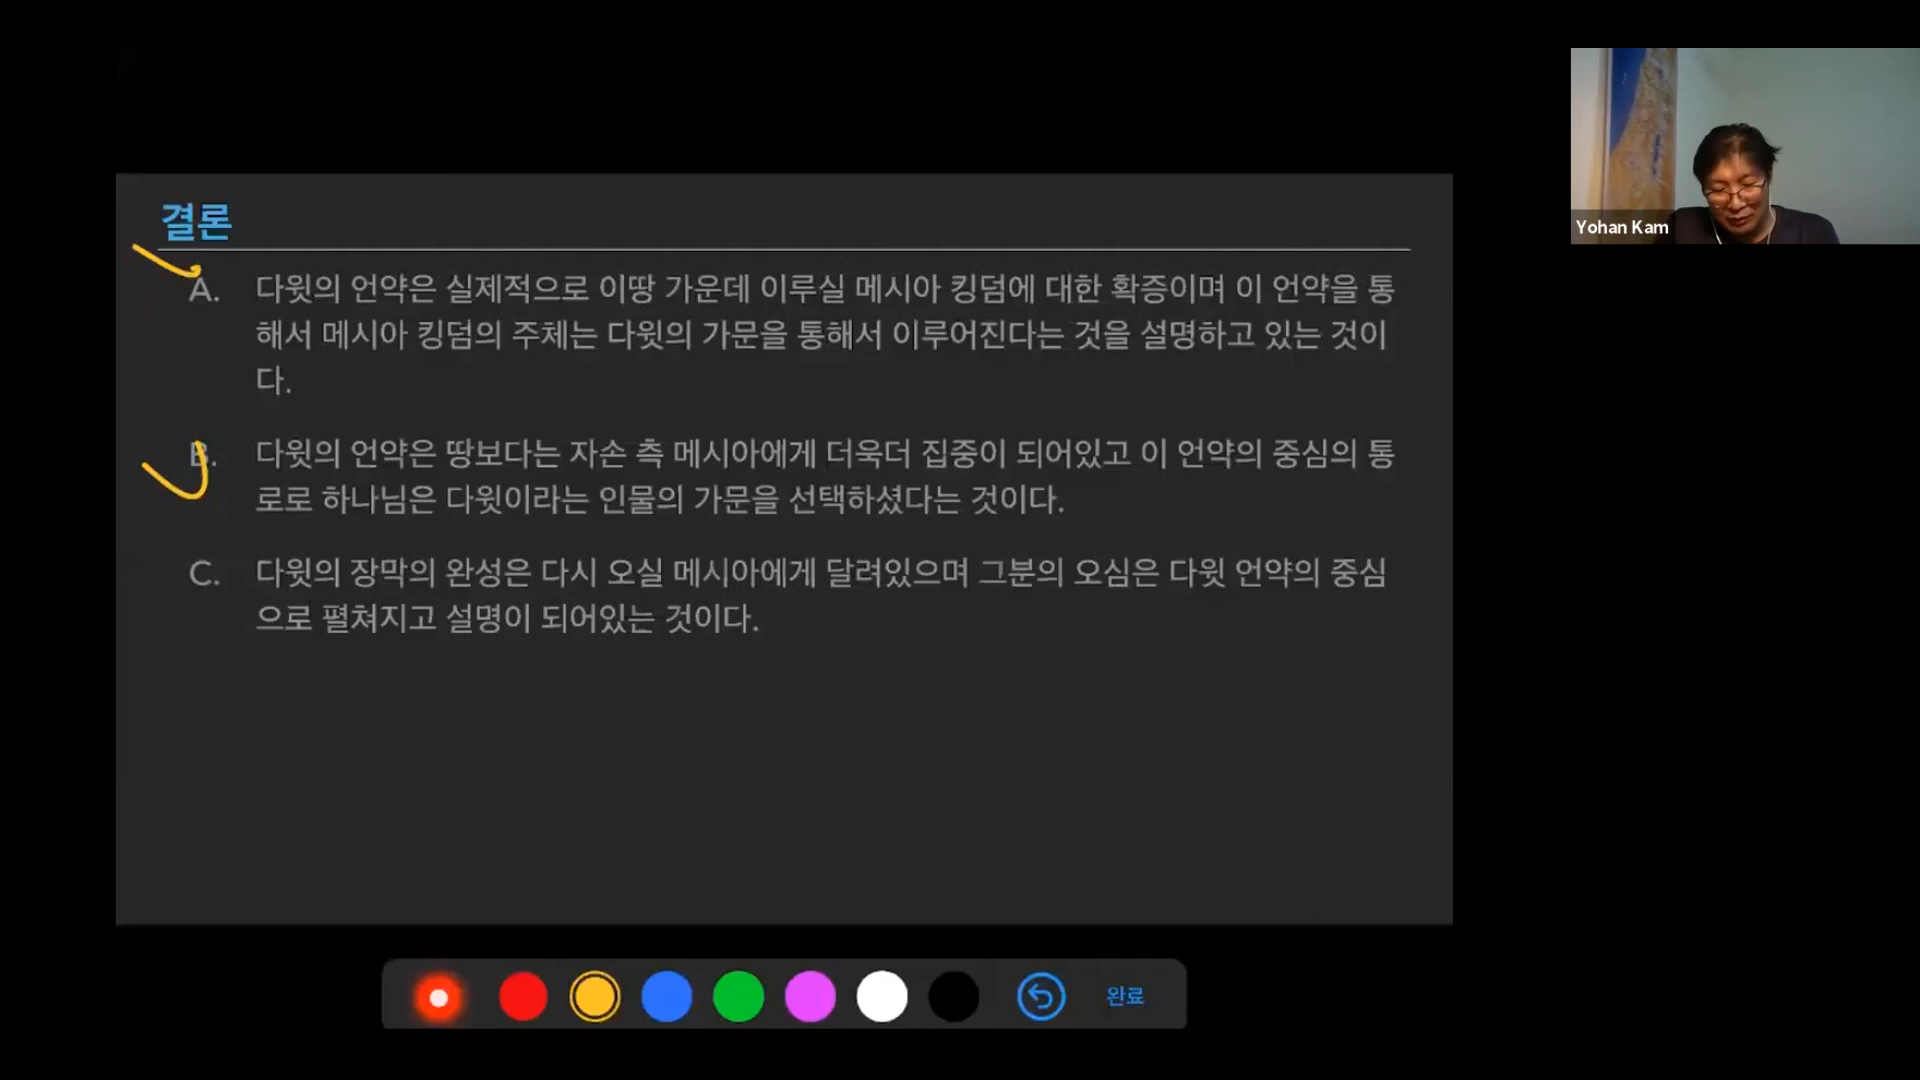 결론
A. 다윗의 언약은 실제적으로 이땅 가운데 이루실 메시아 킹덤에 대한 확증이며 이 언약을 통
해서 메시아 킹덤의 주체는 다윗의 가문을 통해서 이루어진다는 것을 설명하고 있는 것이
다.
B. 다윗의 언약은 땅보다는 자손 측 메시아에게 더욱더 집중이 되어있고 이 언약의 중심의 통
로로 하나님은 다윗이라는 인물의 가문을 선택하셨다는 것이다.
C. 다윗의 장막의 완성은 다시 오실 메시아에게 달려있으며 그분의 오심은 다윗 언약의 중심
으로 펼쳐지고 설명이 되어있는 것이다.
Yohan Kam
완료